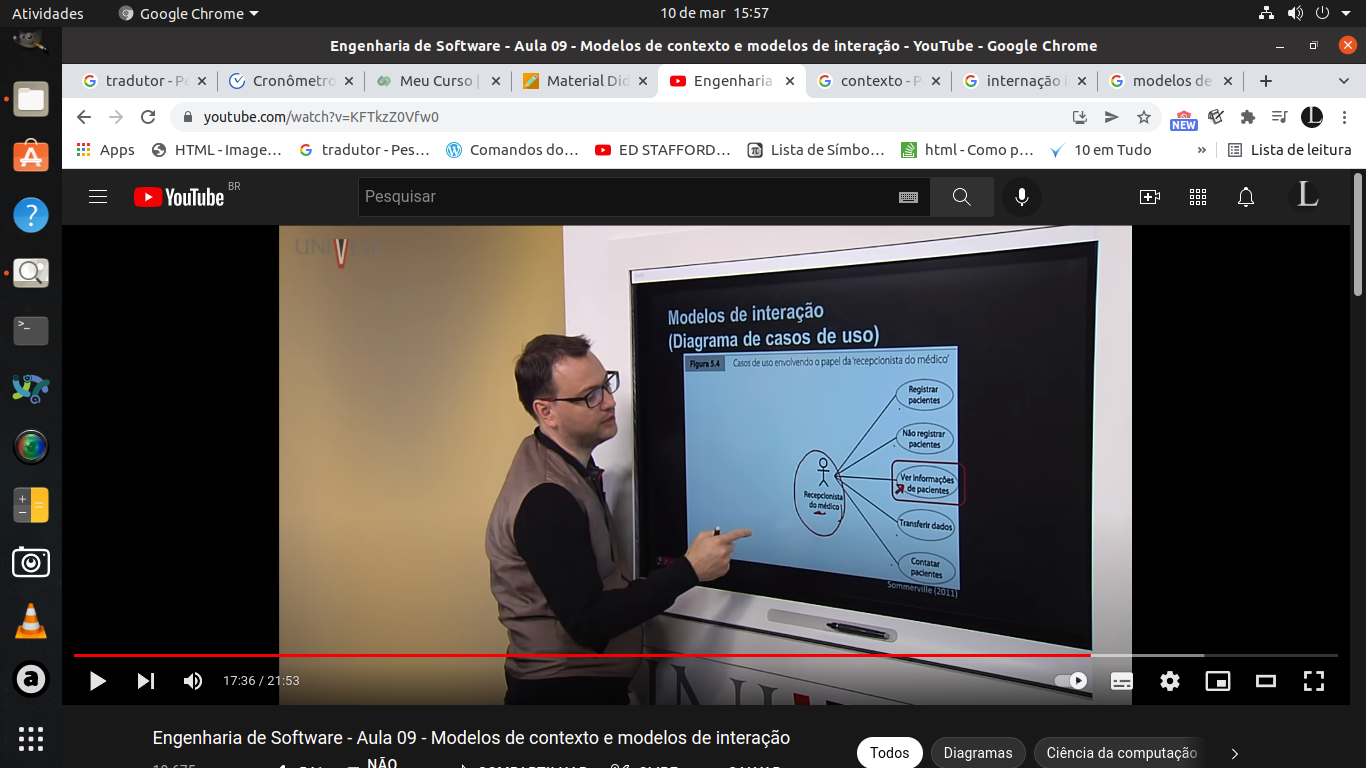 Atividades
Google Chrome
10 de mar 15:57
Engenharia de Software - Aula 09 - Modelos de contexto e modelos de interação - YouTube - Google Chrome
tradutor - Pe
Cronômetro
Meu Curso |
Material Did
Engenharia
contexto - P
internação i
modelos de
youtube.com/watch?v=KFTkzZ0Vfw0
NEW
L
Apps
HTML - Image…
tradutor - Pes…
Comandos do…
ED STAFFORD…
Lista de Símbo…
html - Como p…
10 em Tudo
»
Lista de leitura
YouTube BR
Pesquisar
L
Modelos de interação
(Diagrama de casos de uso)
Figura 5.4 Casos de uso envolvendo o papel da 'recepcionista do médico'
Registrar
pacientes
Não registrar
pacientes
Ver informações
de pacientes
Recepcionista
do médico
Transferir dados
Contatar
pacientes
Sommerville (2011)
17:36 / 21:53
Engenharia de Software - Aula 09 - Modelos de contexto e modelos de interação
Todos
Diagramas
Ciência da computação
NÃO